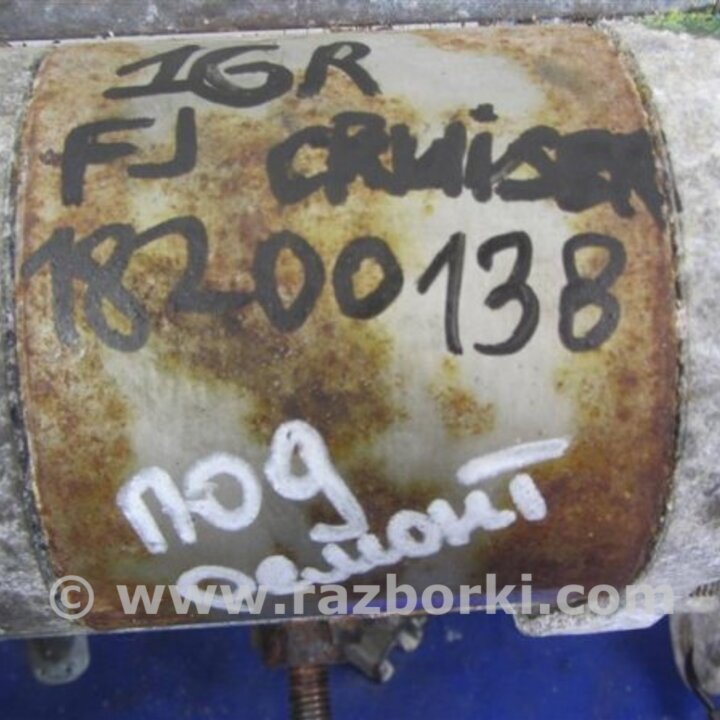 1GR
FJ CRUISER
18200138
под
ремонт
© www.razborki.com